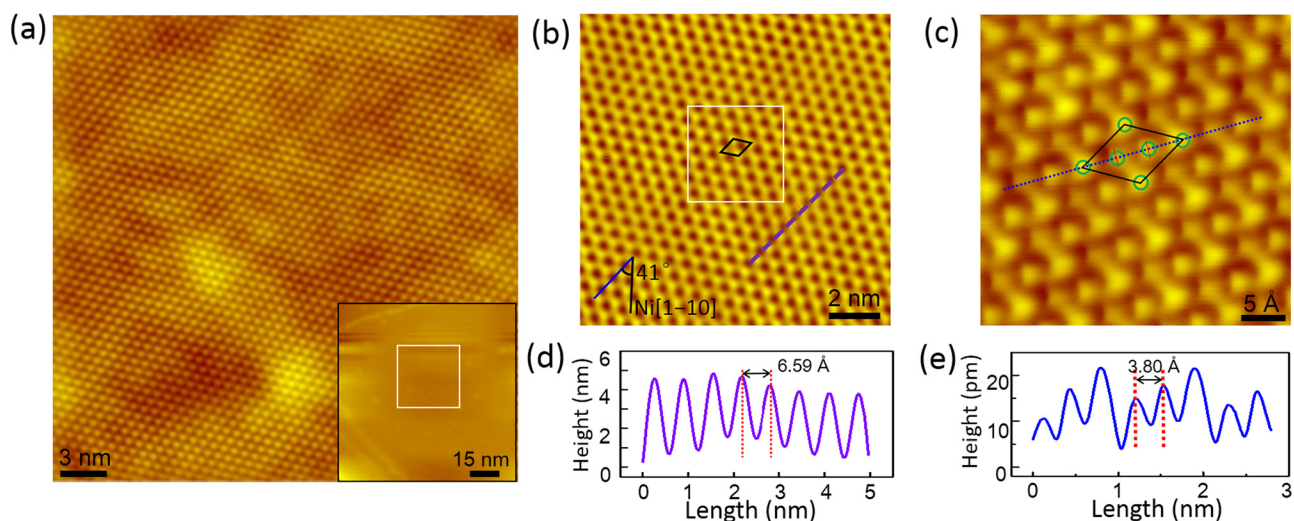 (a)
3 nm
15 nm
(b)
41°
Ni[1−10]
2 nm
(c)
5 Å
(d)
6.59 Å
Height (nm)
6
4
2
0
0 1 2 3 4 5
Length (nm)
(e)
3.80 Å
Height (pm)
20
10
0
0 1 2 3
Length (nm)